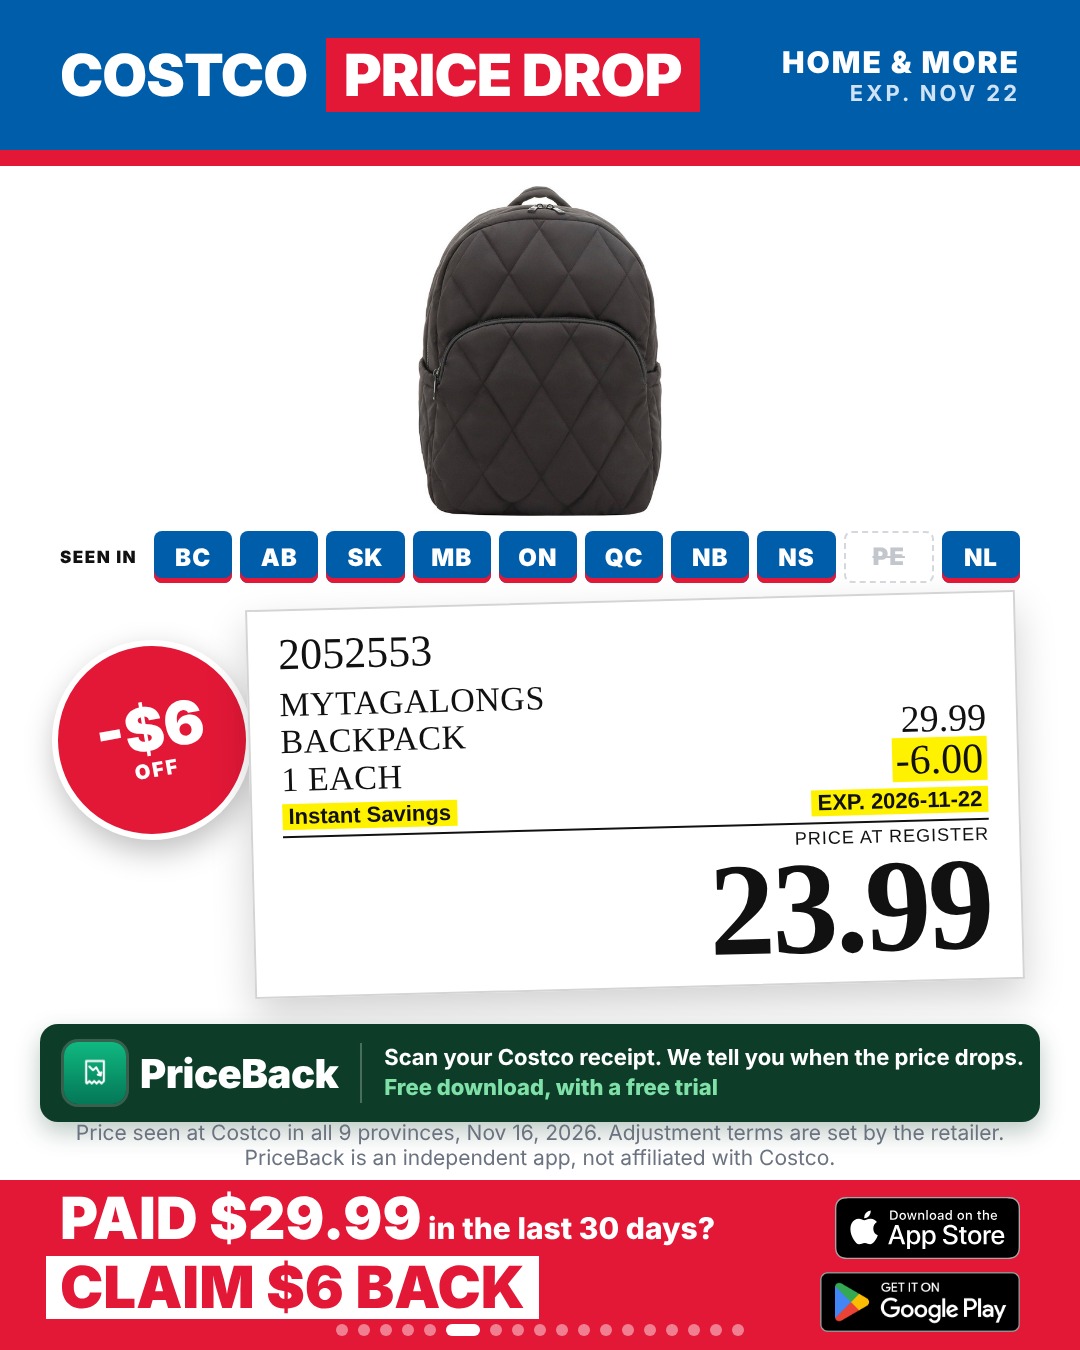 COSTCO PRICE DROP
HOME & MORE
EXP. NOV 22
SEEN IN BC AB SK MB ON QC NB NS PE NL
-$6
OFF
2052553
MYTAGALONGS
BACKPACK
1 EACH
Instant Savings
29.99
-6.00
EXP. 2026-11-22
PRICE AT REGISTER
23.99
PriceBack
Scan your Costco receipt. We tell you when the price drops.
Free download, with a free trial
Price seen at Costco in all 9 provinces, Nov 16, 2026. Adjustment terms are set by the retailer.
PriceBack is an independent app, not affiliated with Costco.
PAID $29.99 in the last 30 days?
CLAIM $6 BACK
Download on the
App Store
GET IT ON
Google Play